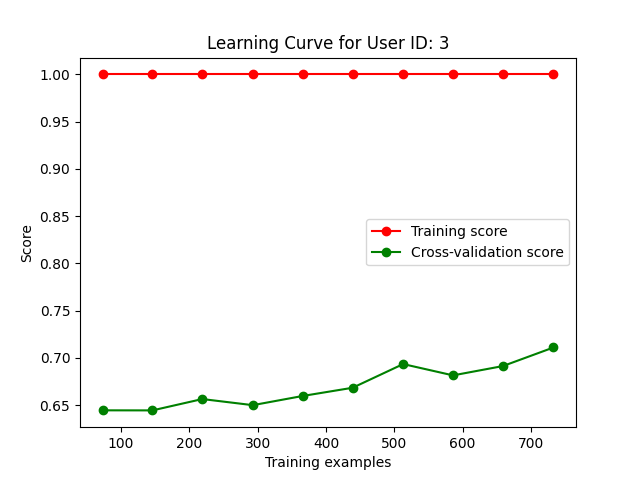 Learning Curve for User ID: 3
1.00
0.95
0.90
0.85
0.80
0.75
0.70
0.65
Score
Training score
Cross-validation score
100 200 300 400 500 600 700
Training examples